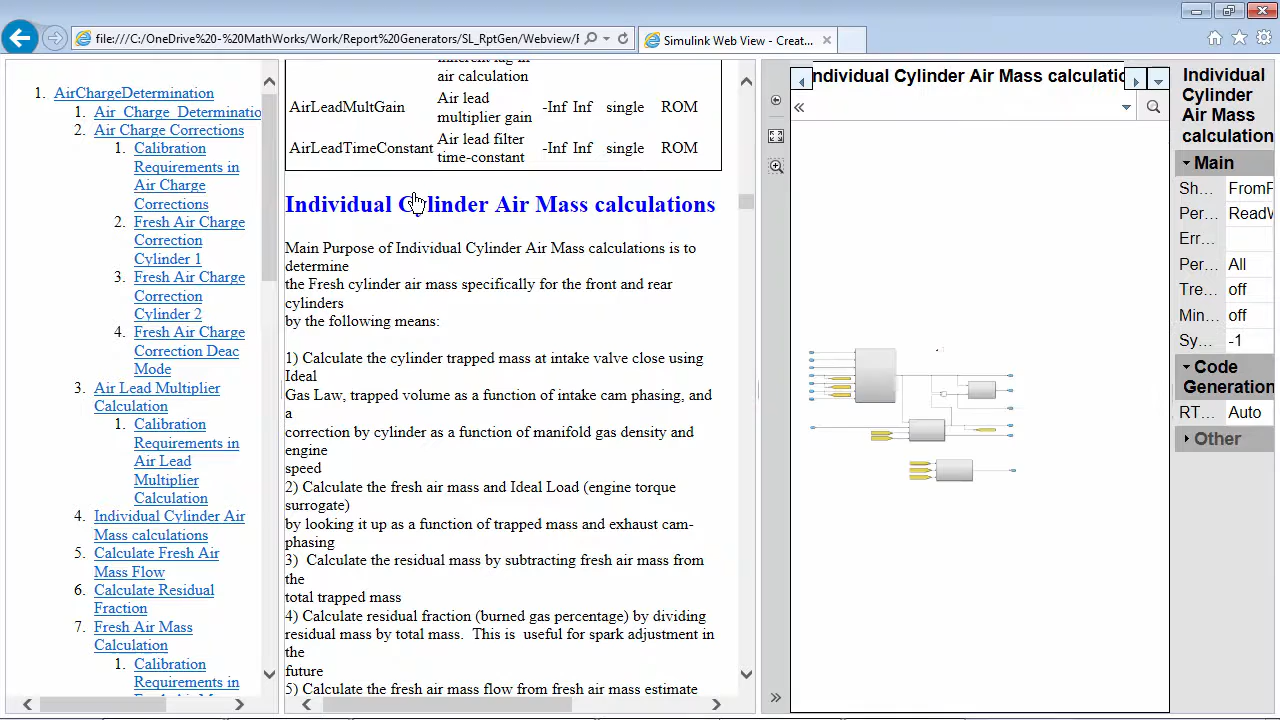 file:///C:/OneDrive%20-%20MathWorks/Work/Report%20Generators/SL_RptGen/Webview/F
Simulink Web View - Creat...
1. AirChargeDetermination
1. Air_Charge_Determinatio
2. Air Charge Corrections
1. Calibration
Requirements in
Air Charge
Corrections
2. Fresh Air Charge
Correction
Cylinder 1
3. Fresh Air Charge
Correction
Cylinder 2
4. Fresh Air Charge
Correction Deac
Mode
3. Air Lead Multiplier
Calculation
1. Calibration
Requirements in
Air Lead
Multiplier
Calculation
4. Individual Cylinder Air
Mass calculations
5. Calculate Fresh Air
Mass Flow
6. Calculate Residual
Fraction
7. Fresh Air Mass
Calculation
1. Calibration
Requirements in
inherent lag in
air calculation
AirLeadMultGain Air lead multiplier gain -Inf Inf single ROM
AirLeadTimeConstant Air lead filter time-constant -Inf Inf single ROM
Individual Cylinder Air Mass calculations
Main Purpose of Individual Cylinder Air Mass calculations is to
determine
the Fresh cylinder air mass specifically for the front and rear
cylinders
by the following means:
1) Calculate the cylinder trapped mass at intake valve close using
Ideal
Gas Law, trapped volume as a function of intake cam phasing, and
a
correction by cylinder as a function of manifold gas density and
engine
speed
2) Calculate the fresh air mass and Ideal Load (engine torque
surrogate)
by looking it up as a function of trapped mass and exhaust cam-
phasing
3) Calculate the residual mass by subtracting fresh air mass from
the
total trapped mass
4) Calculate residual fraction (burned gas percentage) by dividing
residual mass by total mass. This is useful for spark adjustment in
the
future
5) Calculate the fresh air mass flow from fresh air mass estimate
ndividual Cylinder Air Mass calculatio
Individual
Cylinder
Air Mass
calculation
Main
Sh... FromF
Per... ReadW
Err...
Per... All
Tre... off
Min... off
Sy... -1
Code
Generation
RT... Auto
Other